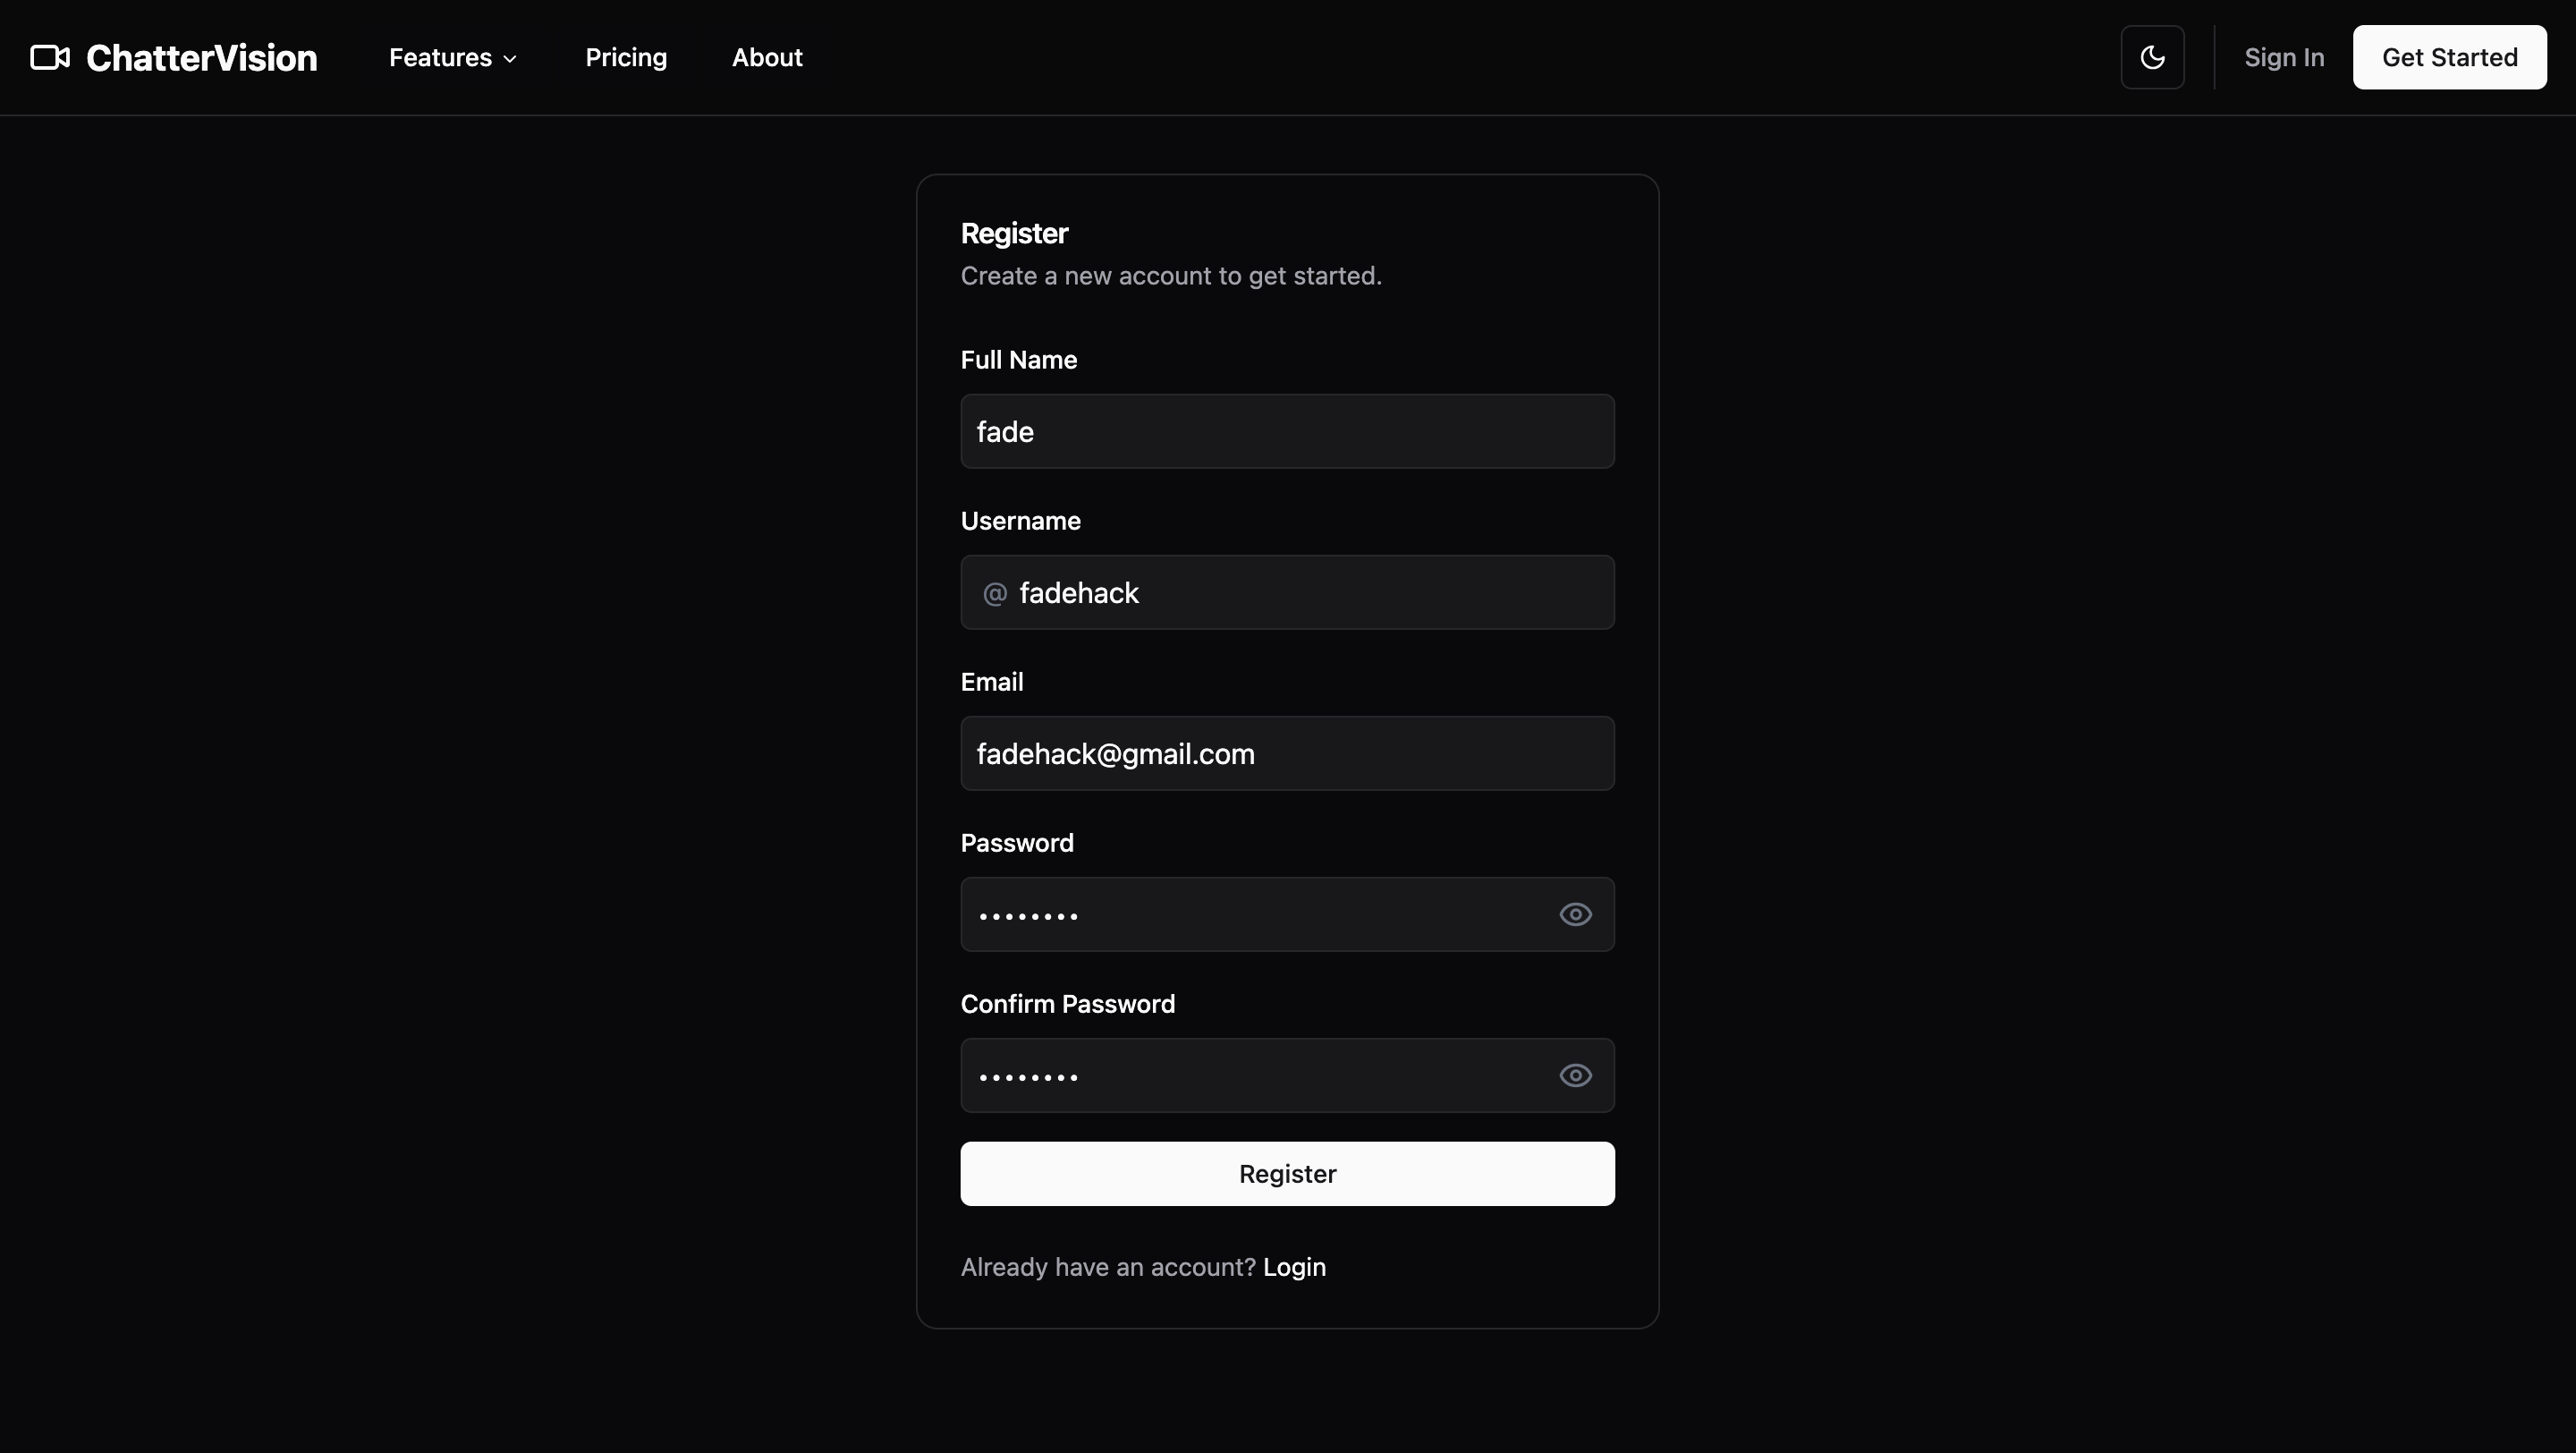 ChatterVision
Features
Pricing
About
Sign In
Get Started
Register
Create a new account to get started.
Full Name
fade
Username
@ fadehack
Email
fadehack@gmail.com
Password
••••••••
Confirm Password
••••••••
Register
Already have an account? Login